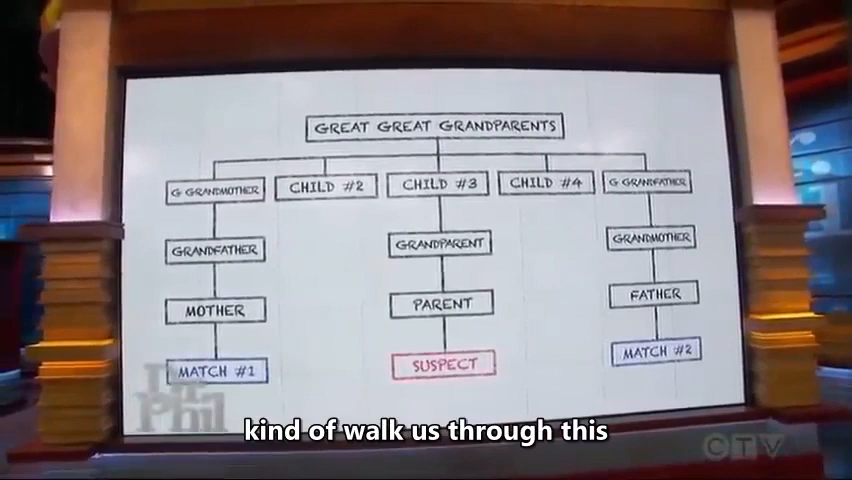 GREAT GREAT GRANDPARENTS
G GRANDMOTHER
CHILD #2
CHILD #3
CHILD #4
G GRANDFATHER
GRANDFATHER
GRANDPARENT
GRANDMOTHER
MOTHER
PARENT
FATHER
MATCH #1
SUSPECT
MATCH #2
Dr. Phil
kind of walk us through this
CTV